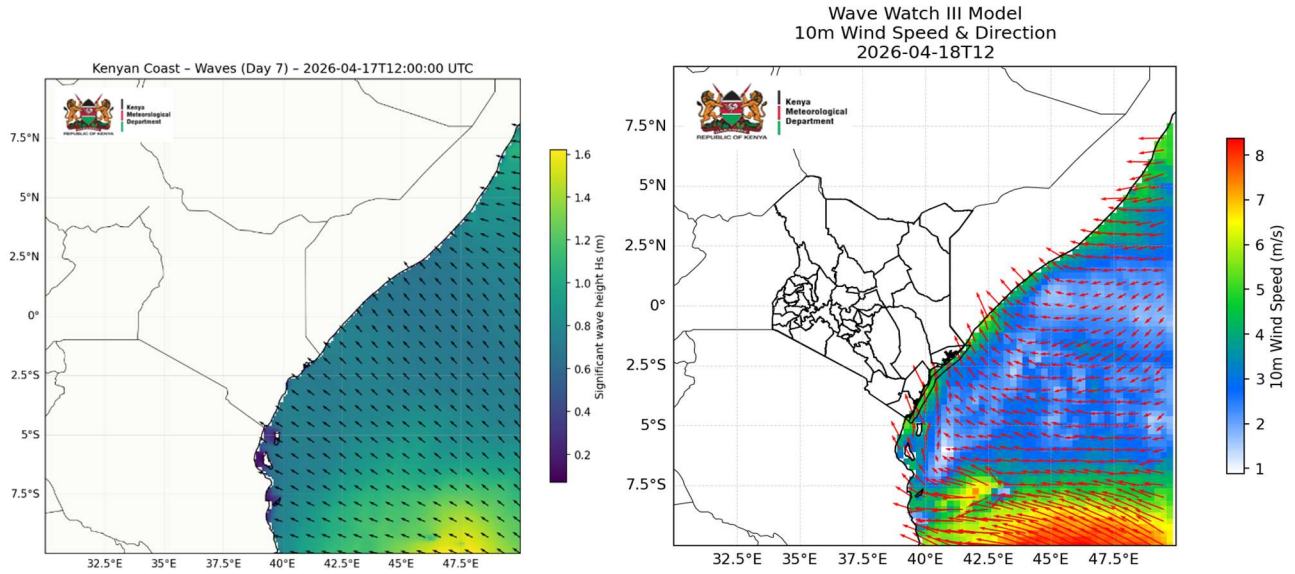 Kenyan Coast – Waves (Day 7) – 2026-04-17T12:00:00 UTC
Kenya
Meteorological
Department
REPUBLIC OF KENYA
7.5°N
5°N
2.5°N
0°
2.5°S
5°S
7.5°S
32.5°E
35°E
37.5°E
40°E
42.5°E
45°E
47.5°E
1.6
1.4
1.2
1.0
0.8
0.6
0.4
0.2
Significant wave height Hs (m)
Wave Watch III Model
10m Wind Speed & Direction
2026-04-18T12
Kenya
Meteorological
Department
REPUBLIC OF KENYA
7.5°N
5°N
2.5°N
0°
2.5°S
5°S
7.5°S
32.5°E
35°E
37.5°E
40°E
42.5°E
45°E
47.5°E
8
7
6
5
4
3
2
1
10m Wind Speed (m/s)